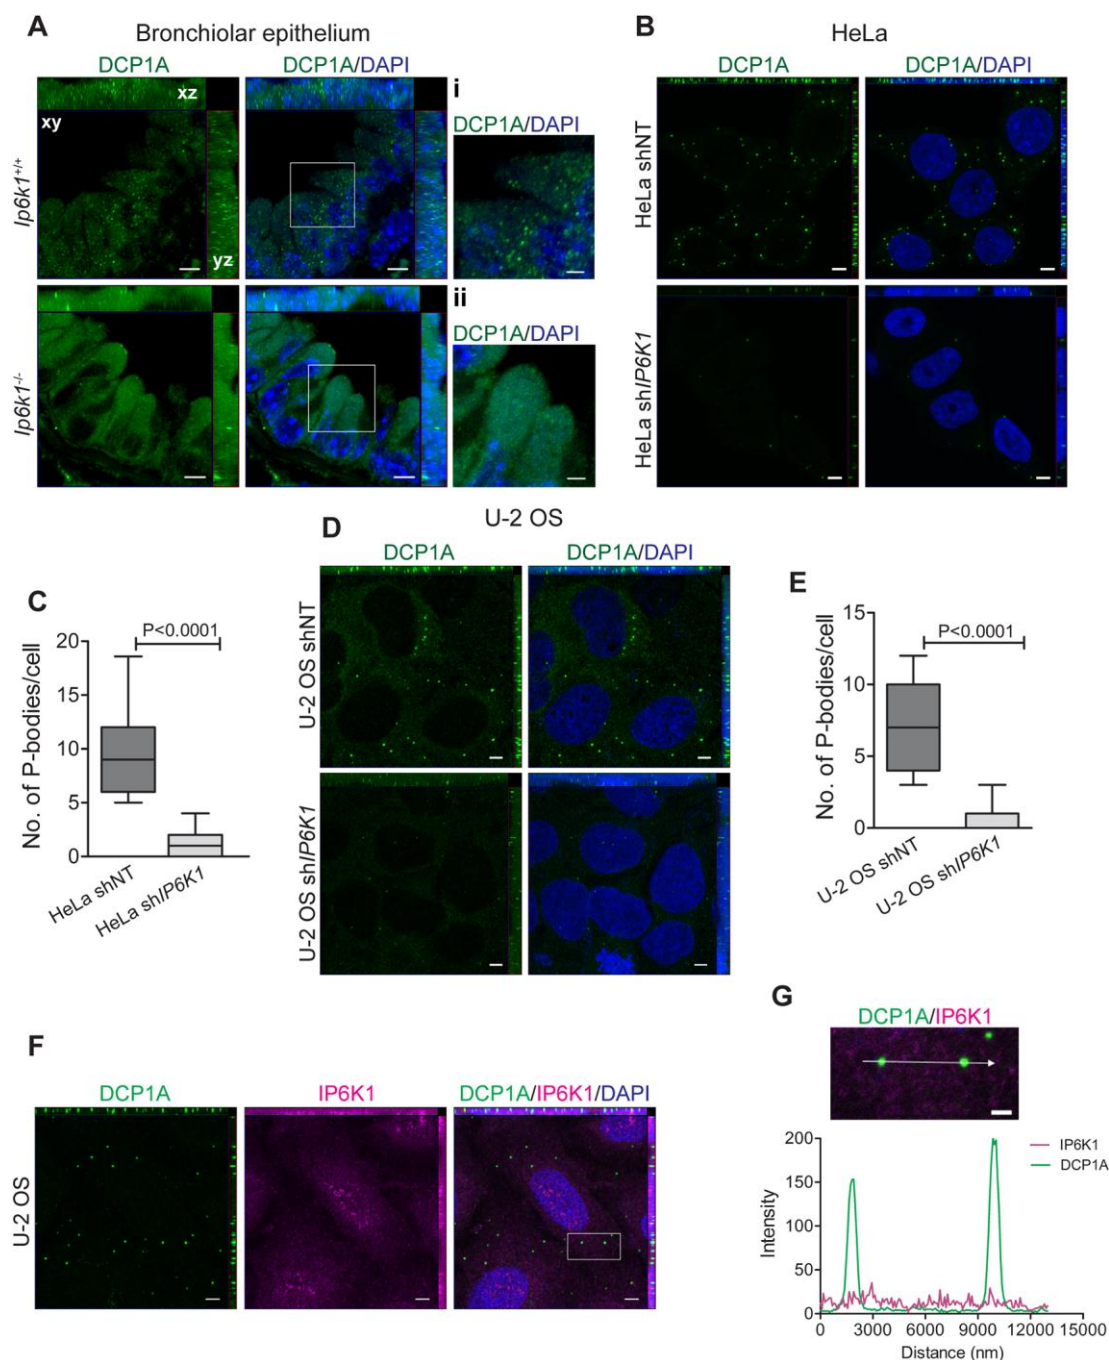 A
Bronchiolar epithelium
DCP1A
DCP1A/DAPI
xz
xy
yz
Ip6k1+/+
i
DCP1A/DAPI
Ip6k1-/-
ii
DCP1A/DAPI
B
HeLa
DCP1A
DCP1A/DAPI
HeLa shNT
HeLa shIP6K1
C
No. of P-bodies/cell
20
15
10
5
0
P<0.0001
HeLa shNT
HeLa shIP6K1
D
U-2 OS
DCP1A
DCP1A/DAPI
U-2 OS shNT
U-2 OS shIP6K1
E
No. of P-bodies/cell
15
10
5
0
P<0.0001
U-2 OS shNT
U-2 OS shIP6K1
F
DCP1A
IP6K1
DCP1A/IP6K1/DAPI
U-2 OS
G
DCP1A/IP6K1
Intensity
200
150
100
50
0
IP6K1
DCP1A
0 3000 6000 9000 12000 15000
Distance (nm)